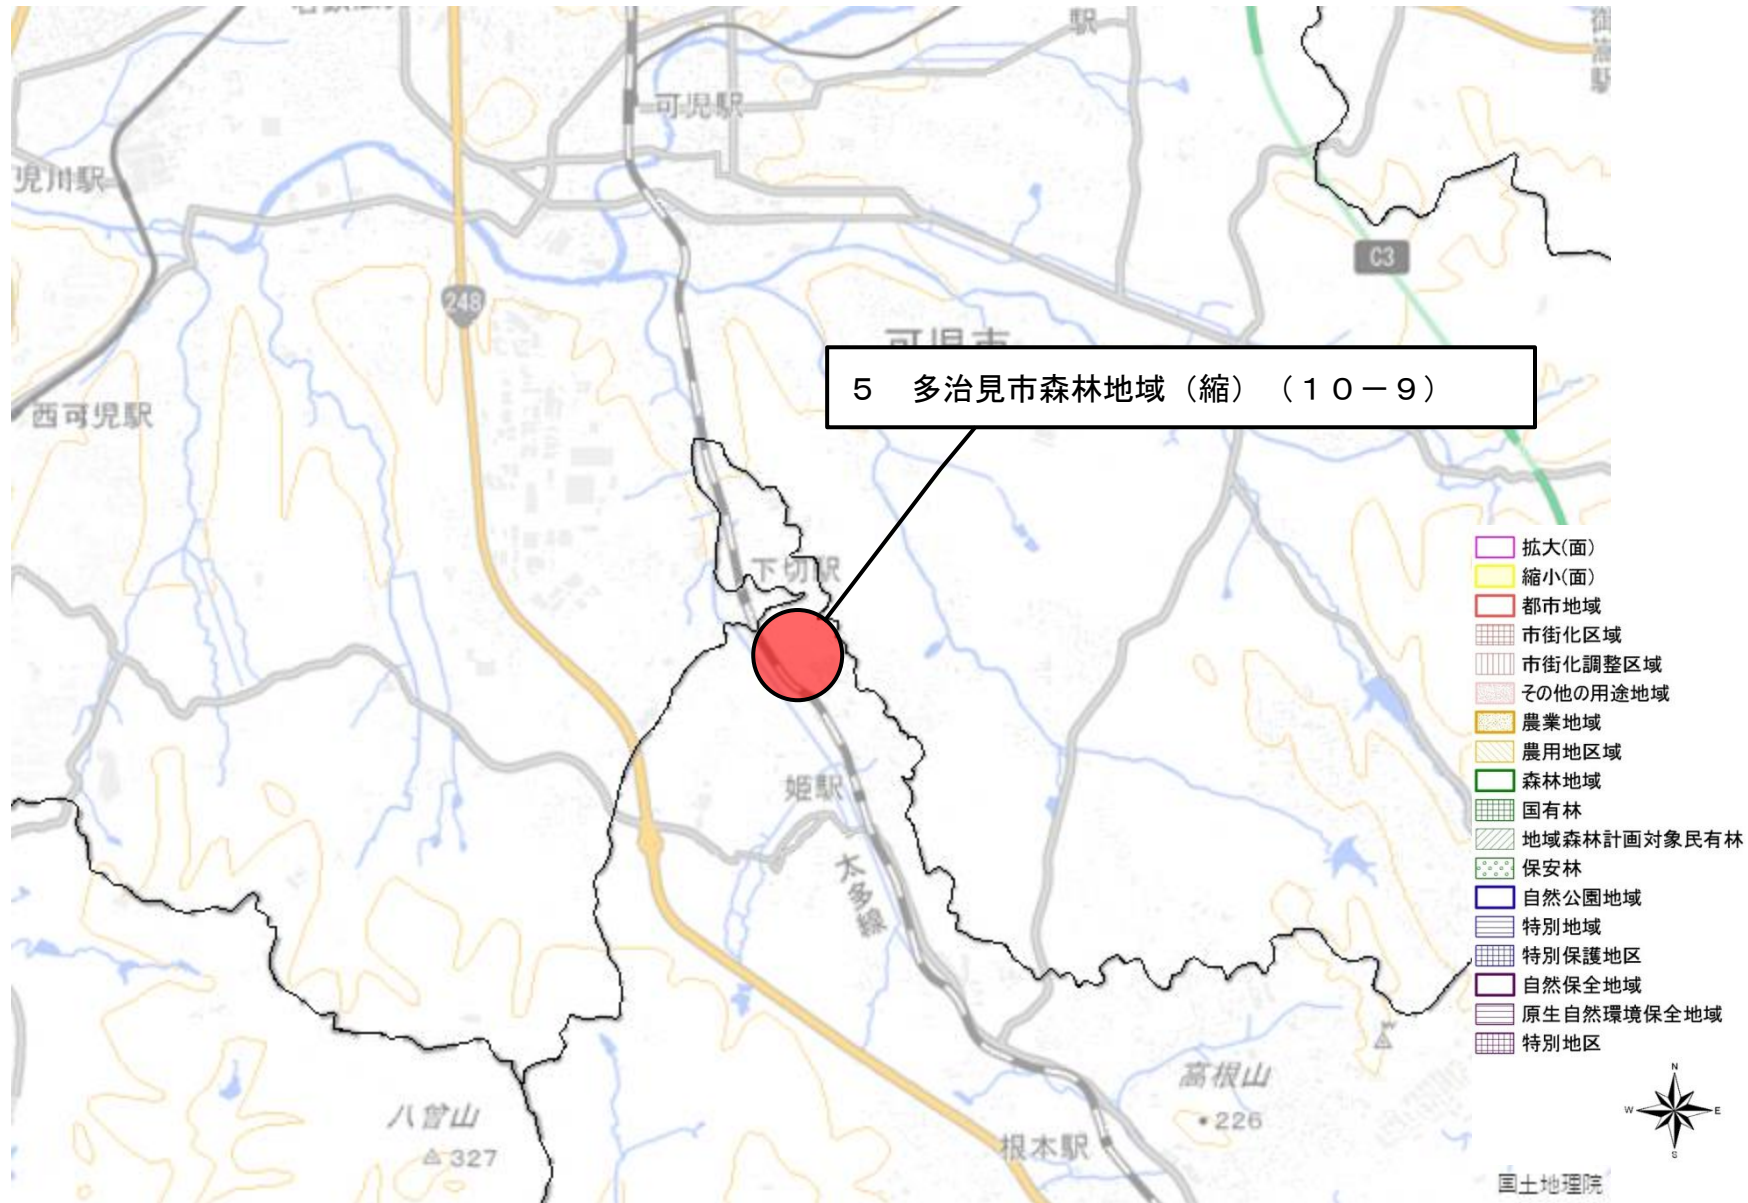 可児駅
児川駅
C3
248
可児市
5　多治見市森林地域（縮）（１０－９）
西可児駅
下切駅
姫駅
太多線
八曾山
327
高根山
226
根本駅
拡大(面)
縮小(面)
都市地域
市街化区域
市街化調整区域
その他の用途地域
農業地域
農用地区域
森林地域
国有林
地域森林計画対象民有林
保安林
自然公園地域
特別地域
特別保護地区
自然保全地域
原生自然環境保全地域
特別地区
N
W
E
S
国土地理院